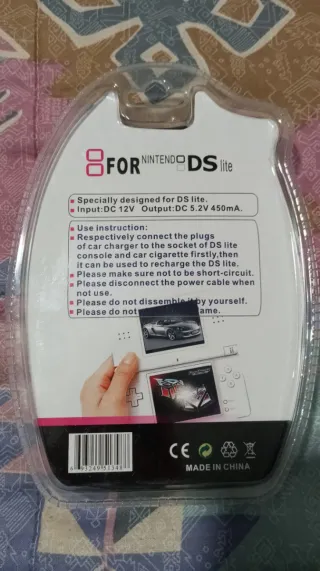 8 FOR NINTENDO DS lite
Specially designed for DS lite.
Input:DC 12V Output:DC 5.2V 450mA.
Use instruction:
Respectively connect the plugs
of car charger to the socket of DS lite
console and car cigarette firstly,then
it can be used to recharge the DS lite.
Please make sure not to be short-circuit.
Please disconnect the power cable when
not use.
Please do not dissemble it by yourself.
Please do not
CE
MADE IN CHINA